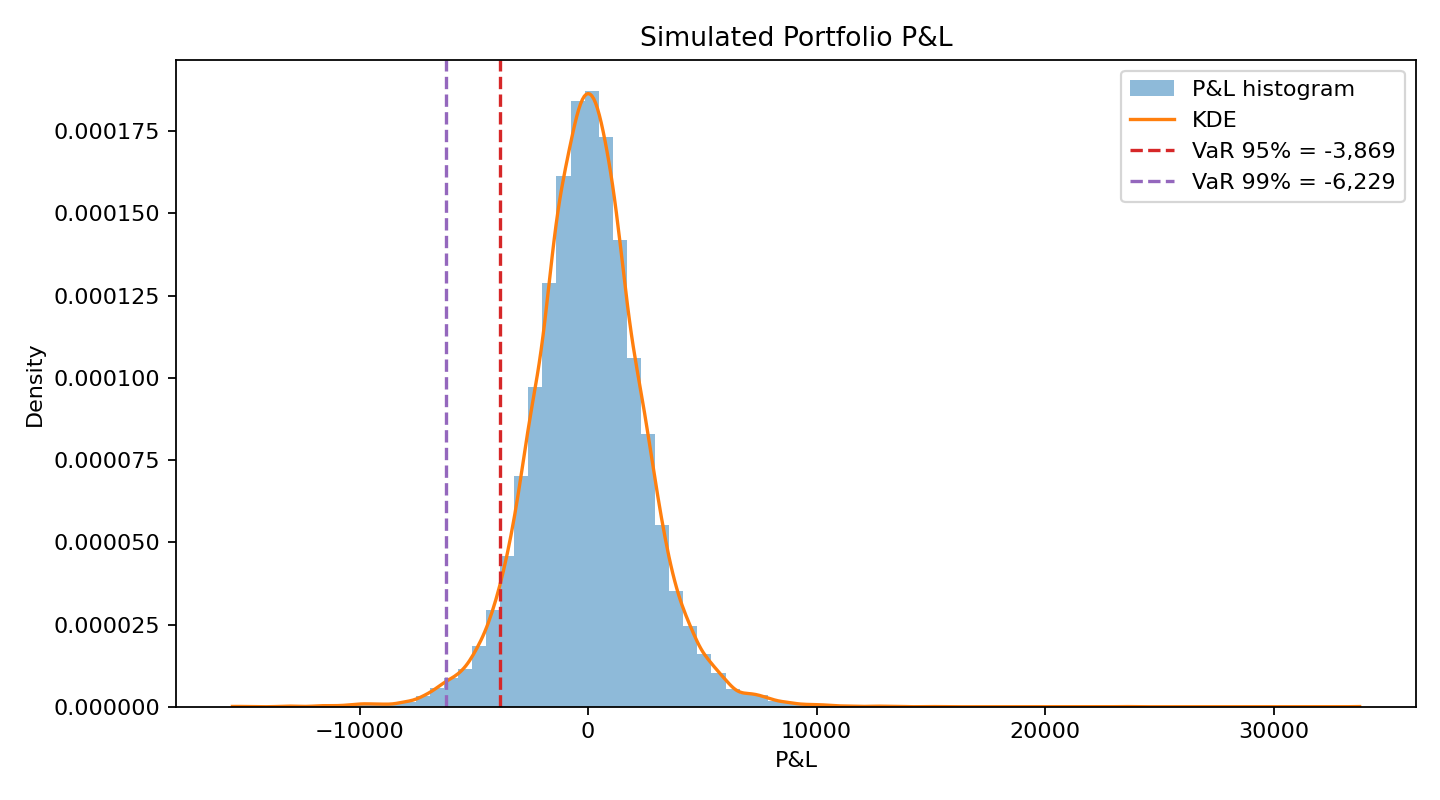 Simulated Portfolio P&L
P&L histogram
KDE
VaR 95% = -3,869
VaR 99% = -6,229
0.000175
0.000150
0.000125
0.000100
0.000075
0.000050
0.000025
0.000000
Density
−10000 0 10000 20000 30000
P&L